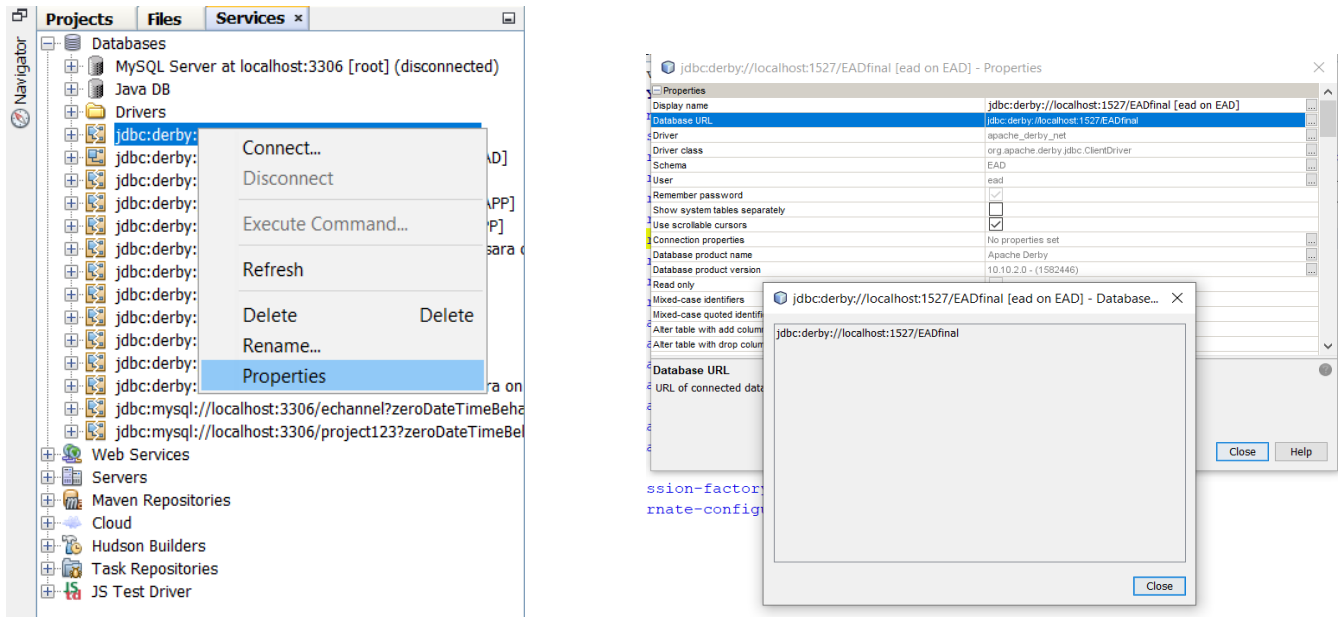 Projects Files Services ×
Navigator
Databases
MySQL Server at localhost:3306 [root] (disconnected)
Java DB
Drivers
jdbc:derby:
jdbc:derby: AD]
jdbc:derby:
jdbc:derby: APP]
jdbc:derby: P]
jdbc:derby: sara o
jdbc:derby:
jdbc:derby:
jdbc:derby:
jdbc:derby:
jdbc:derby:
jdbc:derby: ra on
jdbc:mysql://localhost:3306/echannel?zeroDateTimeBeha
jdbc:mysql://localhost:3306/project123?zeroDateTimeBel
Web Services
Servers
Maven Repositories
Cloud
Hudson Builders
Task Repositories
JS Test Driver
Connect...
Disconnect
Execute Command...
Refresh
Delete Delete
Rename...
Properties
jdbc:derby://localhost:1527/EADfinal [ead on EAD] - Properties
Properties
Display name jdbc:derby://localhost:1527/EADfinal [ead on EAD]
Database URL jdbc:derby://localhost:1527/EADfinal
Driver apache_derby_net
Driver class org.apache.derby.jdbc.ClientDriver
Schema EAD
User ead
Remember password
Show system tables separately
Use scrollable cursors
Connection properties No properties set
Database product name Apache Derby
Database product version 10.10.2.0 - (1582446)
Read only
Mixed-case identifiers
Mixed-case quoted identifi
Alter table with add colum
Alter table with drop colum
Database URL
URL of connected data
Close Help
jdbc:derby://localhost:1527/EADfinal [ead on EAD] - Database...
jdbc:derby://localhost:1527/EADfinal
Close
ssion-factory
rnate-configu